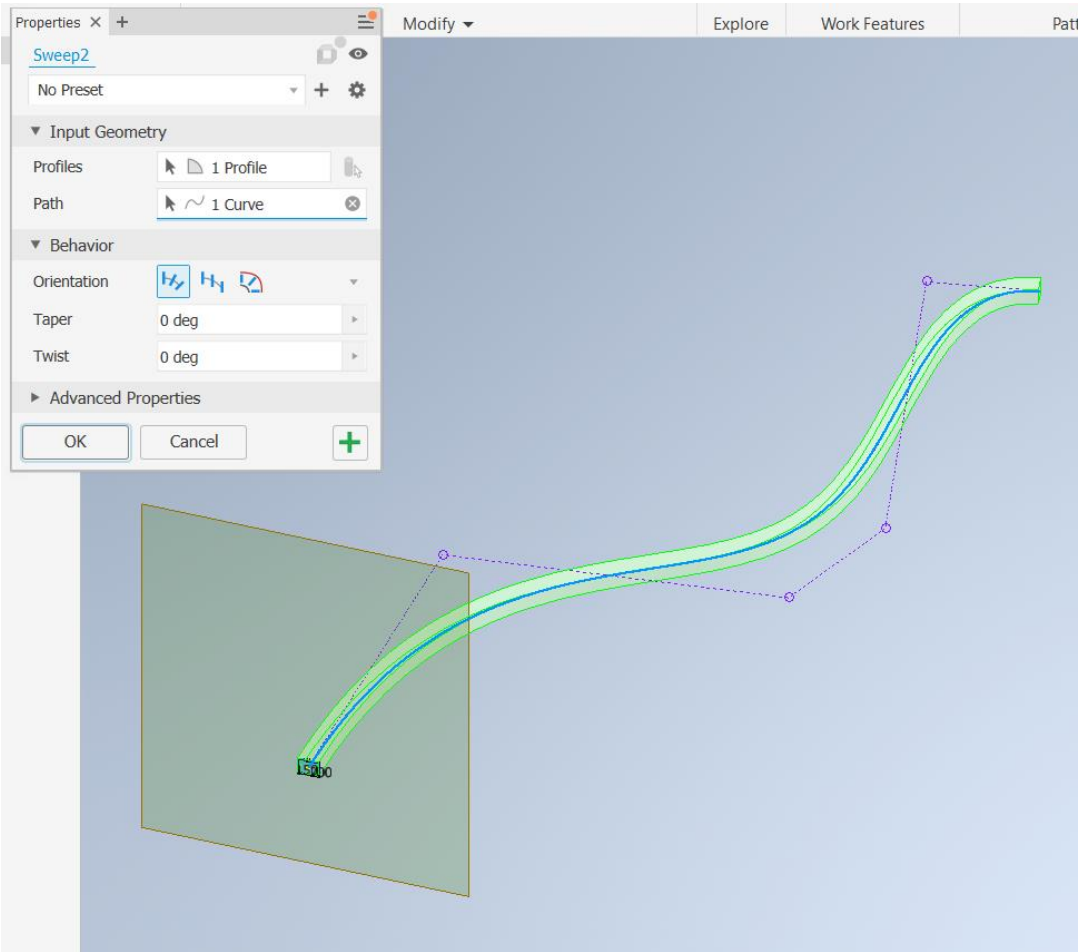 Properties
Modify
Explore
Work Features
Patt
Sweep2
No Preset
Input Geometry
Profiles
1 Profile
Path
1 Curve
Behavior
Orientation
Taper
0 deg
Twist
0 deg
Advanced Properties
OK
Cancel